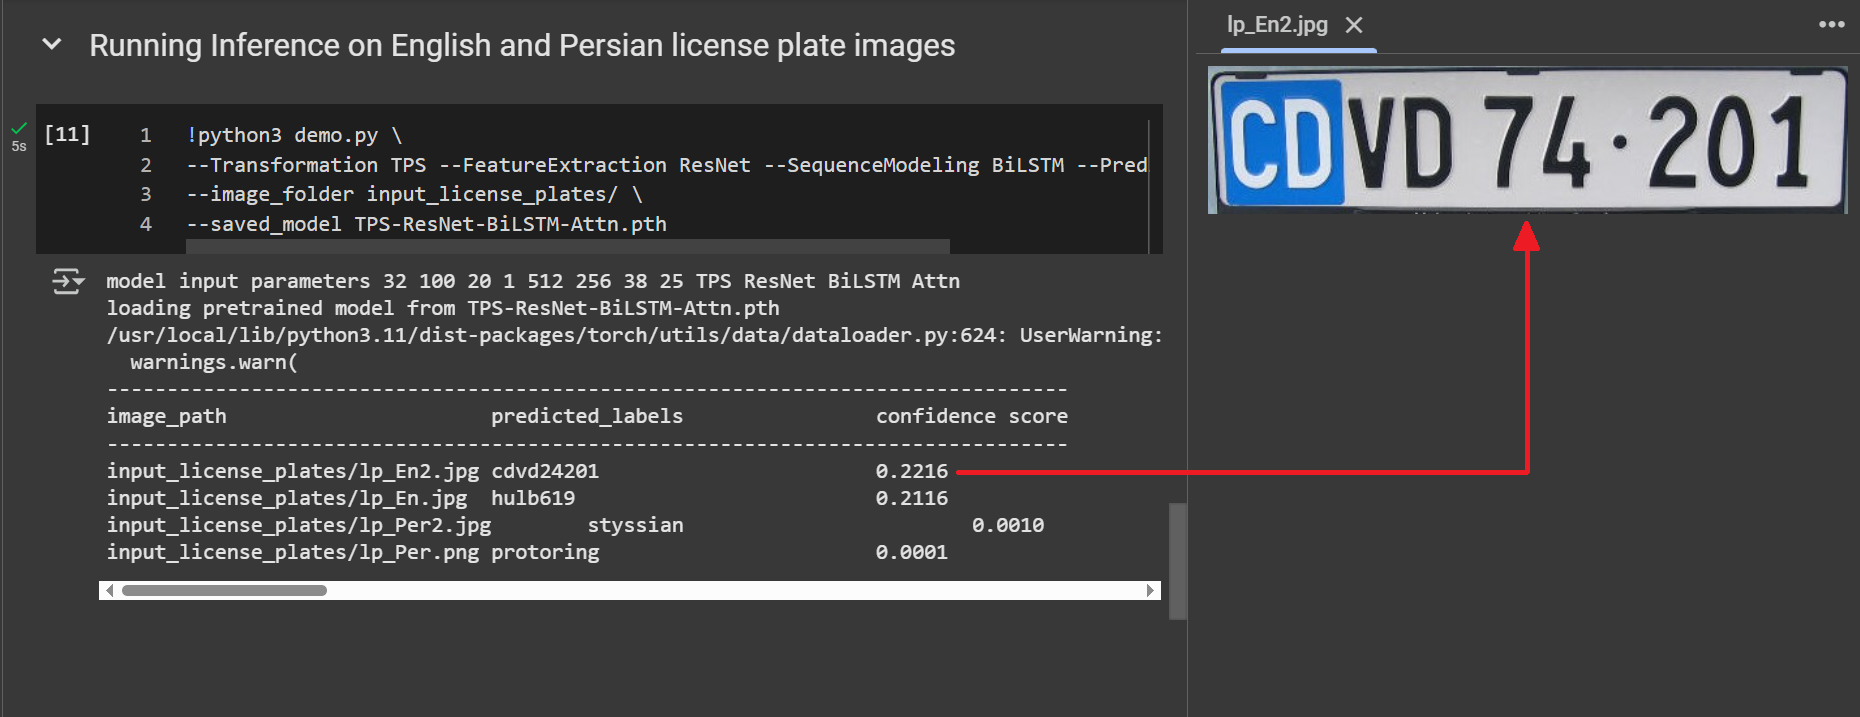 Running Inference on English and Persian license plate images
5s
[11]
1 !python3 demo.py \
2 --Transformation TPS --FeatureExtraction ResNet --SequenceModeling BiLSTM --Pred
3 --image_folder input_license_plates/ \
4 --saved_model TPS-ResNet-BiLSTM-Attn.pth
model input parameters 32 100 20 1 512 256 38 25 TPS ResNet BiLSTM Attn
loading pretrained model from TPS-ResNet-BiLSTM-Attn.pth
/usr/local/lib/python3.11/dist-packages/torch/utils/data/dataloader.py:624: UserWarning:
warnings.warn(
--------------------------------------------------------------------------------
image_path predicted_labels confidence score
--------------------------------------------------------------------------------
input_license_plates/lp_En2.jpg cdvd24201 0.2216
input_license_plates/lp_En.jpg hulb619 0.2116
input_license_plates/lp_Per2.jpg styssian 0.0010
input_license_plates/lp_Per.png protoring 0.0001
lp_En2.jpg
CD VD 74·201